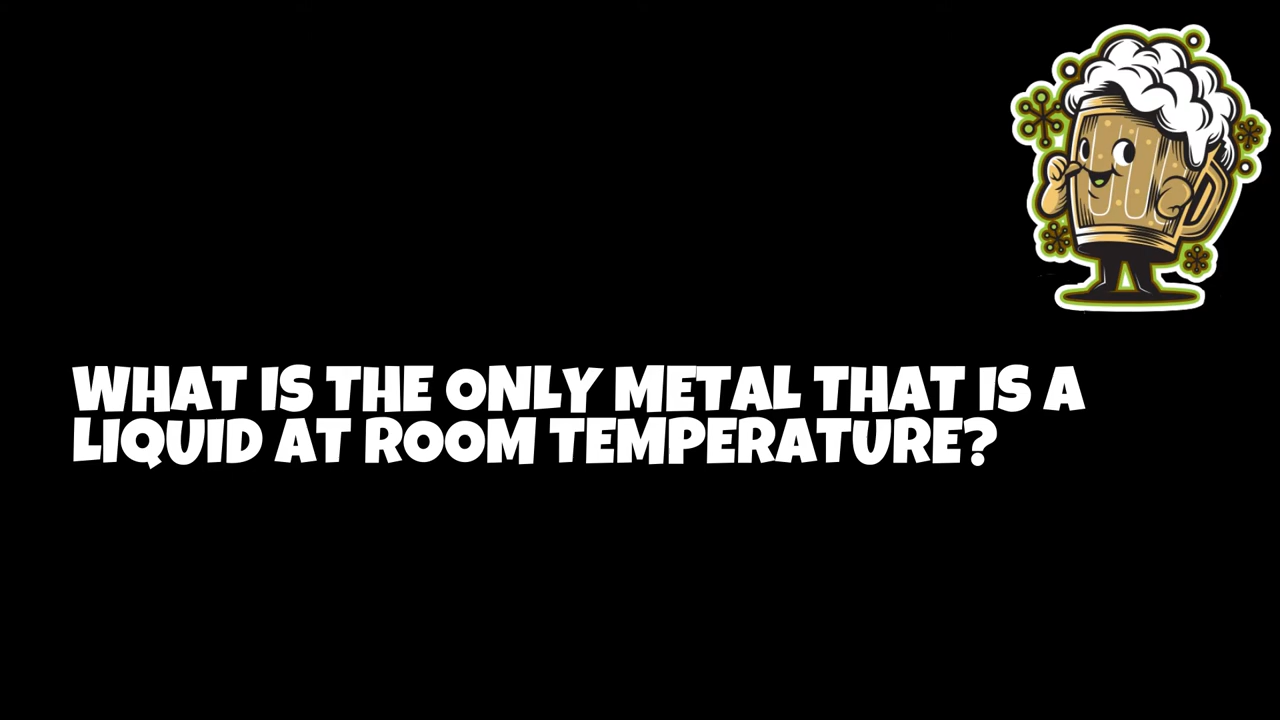 WHAT IS THE ONLY METAL THAT IS A
LIQUID AT ROOM TEMPERATURE?